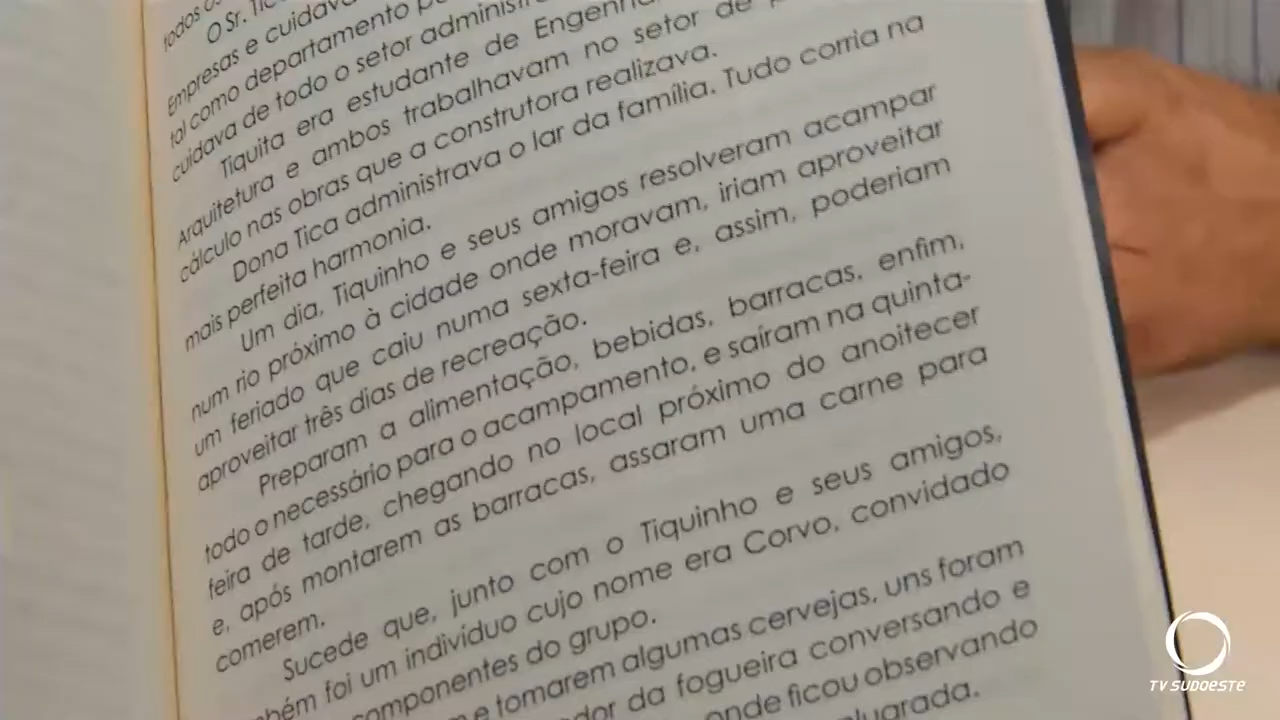 todos os
O Sr. Tic
Empresas e cuidava
tal como departamento
cuidava de todo o setor administ
Tiquita era estudante de Engenha
Arquitetura e ambos trabalhavam no setor de
cálculo nas obras que a construtora realizava.
Dona Tica administrava o lar da família. Tudo corria na
mais perfeita harmonia.
Um dia, Tiquinho e seus amigos resolveram acampar
num rio próximo à cidade onde moravam, iriam aproveitar
um feriado que caiu numa sexta-feira e, assim, poderiam
aproveitar três dias de recreação.
Preparam a alimentação, bebidas, barracas, enfim,
todo o necessário para o acampamento, e saíram na quinta-
feira de tarde, chegando no local próximo do anoitecer
e, após montarem as barracas, assaram uma carne para
comerem.
Sucede que, junto com o Tiquinho e seus amigos,
bém foi um indivíduo cujo nome era Corvo, convidado
componentes do grupo.
e tomarem algumas cervejas, uns foram
dor da fogueira conversando e
onde ficou observando
luarada.
TV SUDOESTE